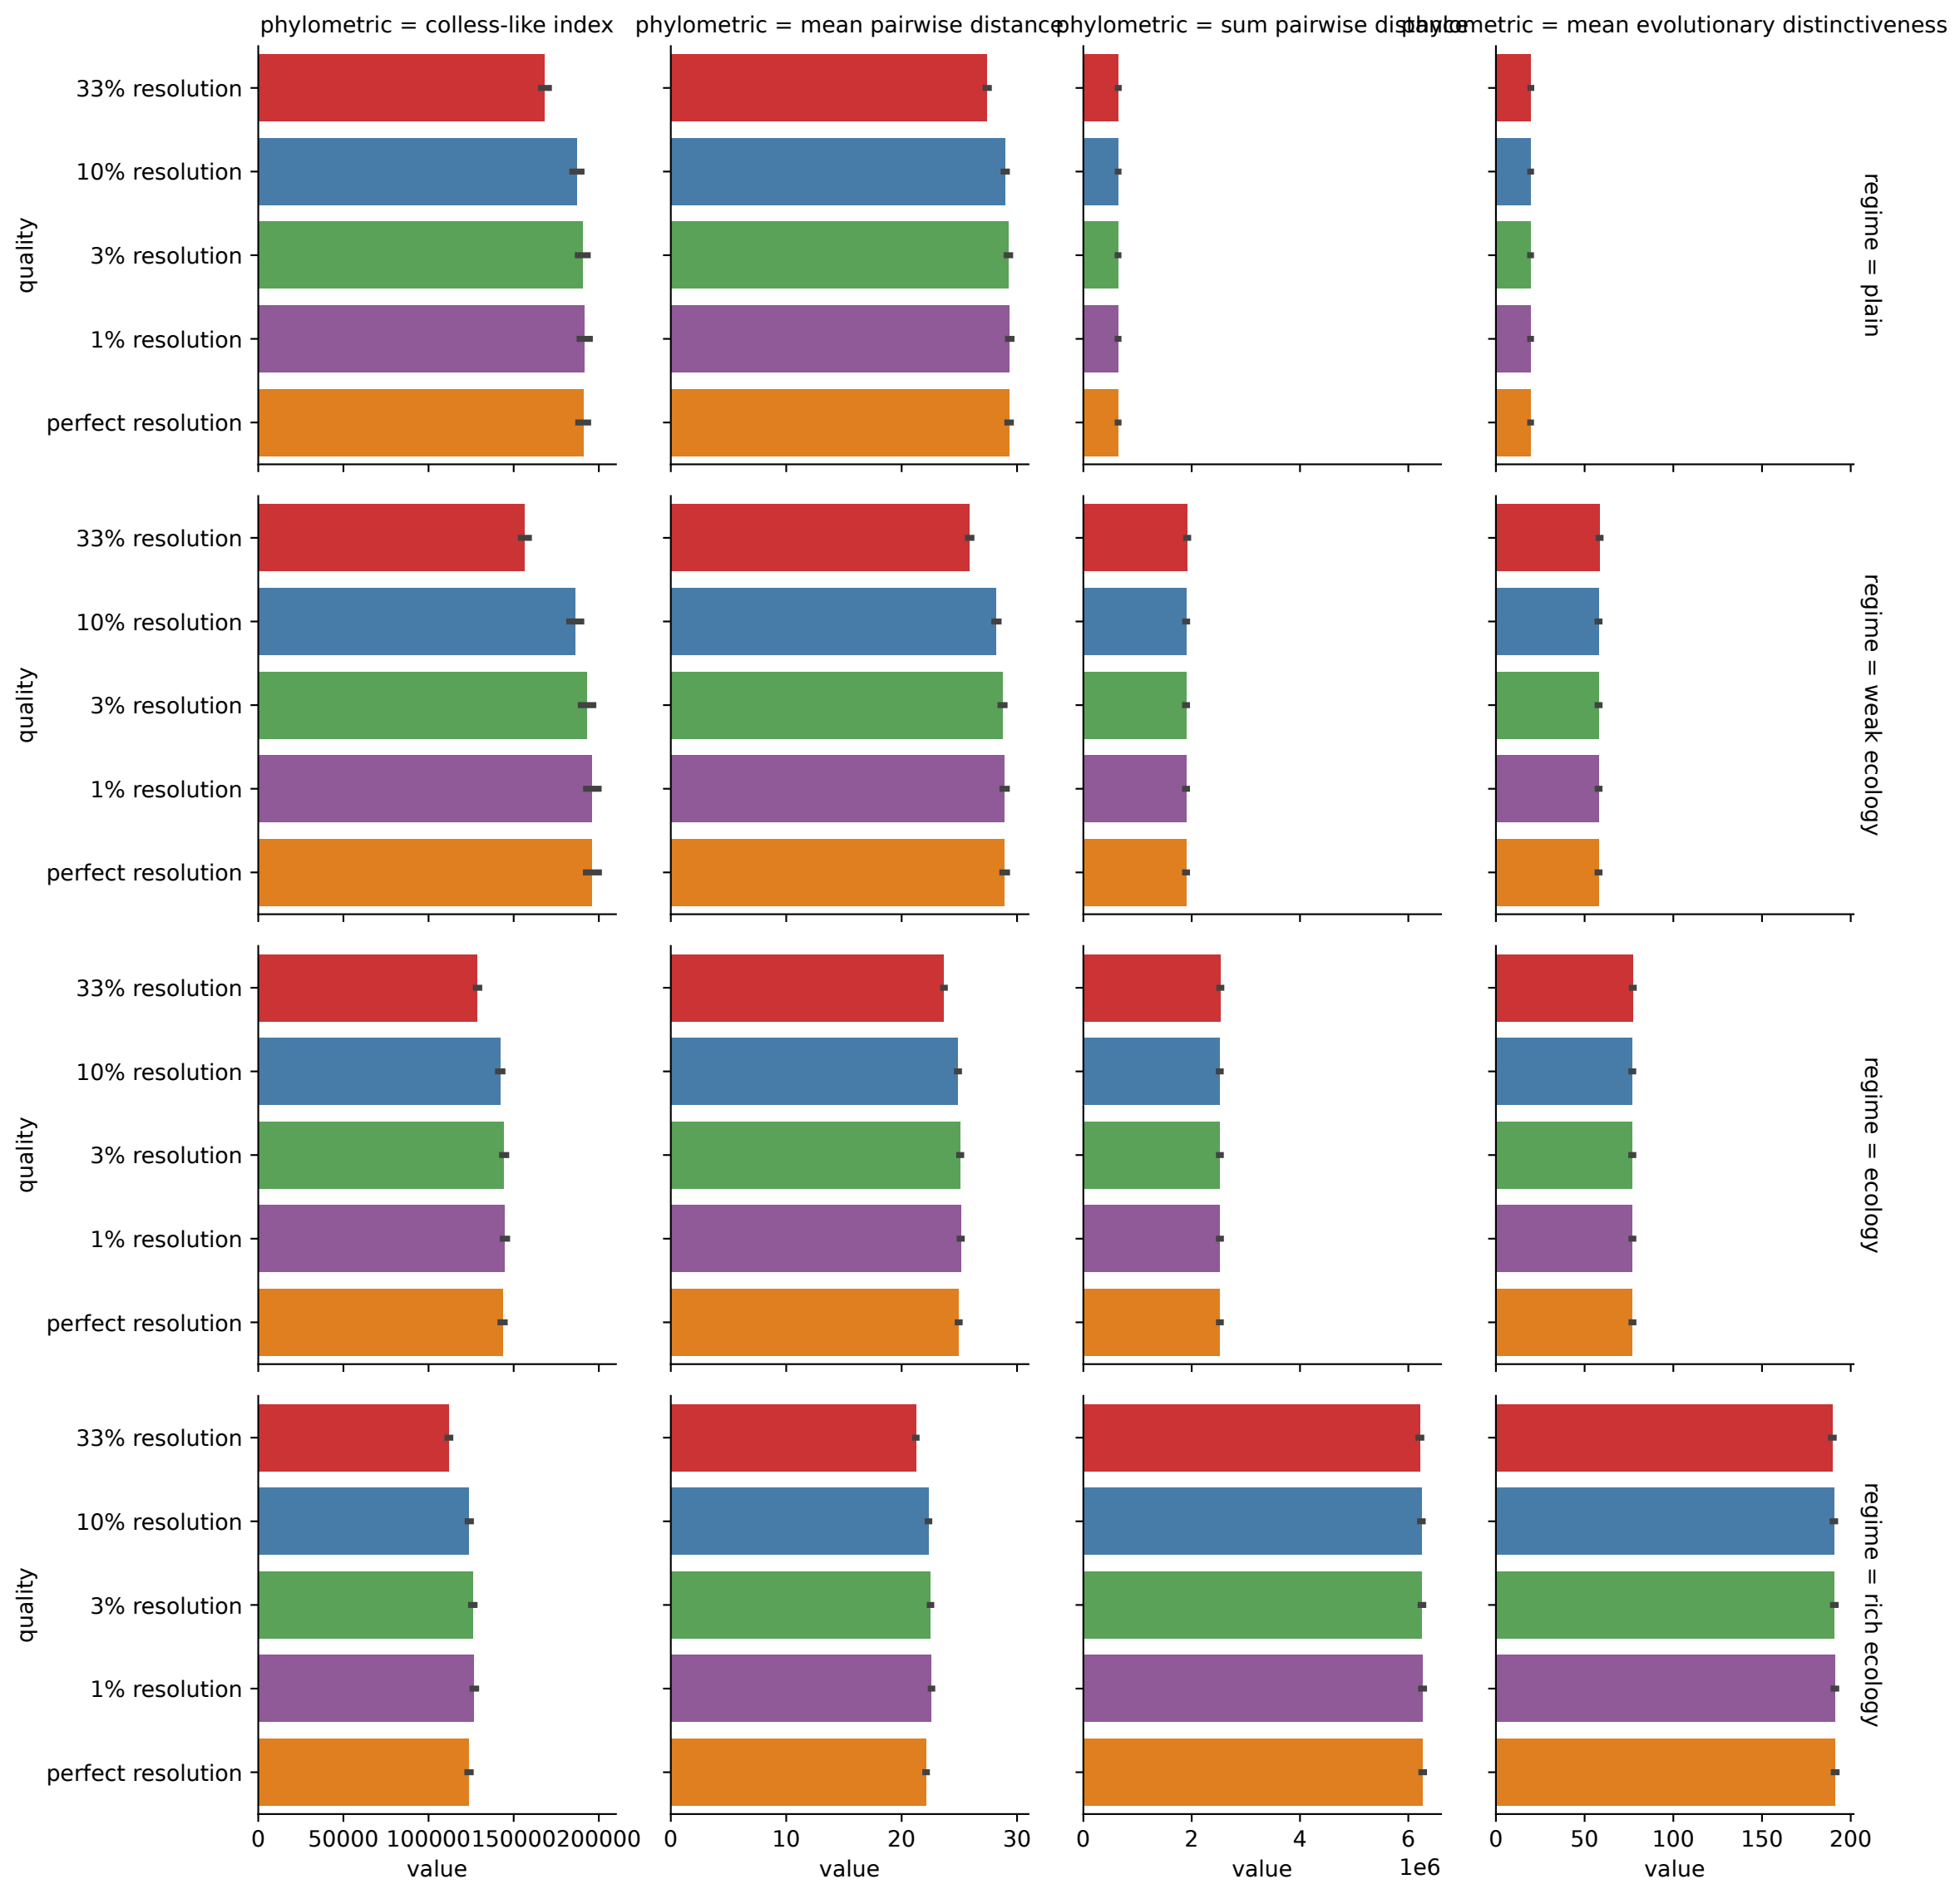 phylometric = colless-like index
phylometric = mean pairwise distance
phylometric = sum pairwise distance
phylometric = mean evolutionary distinctiveness
quality
33% resolution
10% resolution
3% resolution
1% resolution
perfect resolution
regime = plain
quality
33% resolution
10% resolution
3% resolution
1% resolution
perfect resolution
regime = weak ecology
quality
33% resolution
10% resolution
3% resolution
1% resolution
perfect resolution
regime = ecology
quality
33% resolution
10% resolution
3% resolution
1% resolution
perfect resolution
regime = rich ecology
0 50000 100000 150000 200000
value
0 10 20 30
value
0 2 4 6
1e6
value
0 50 100 150 200
value